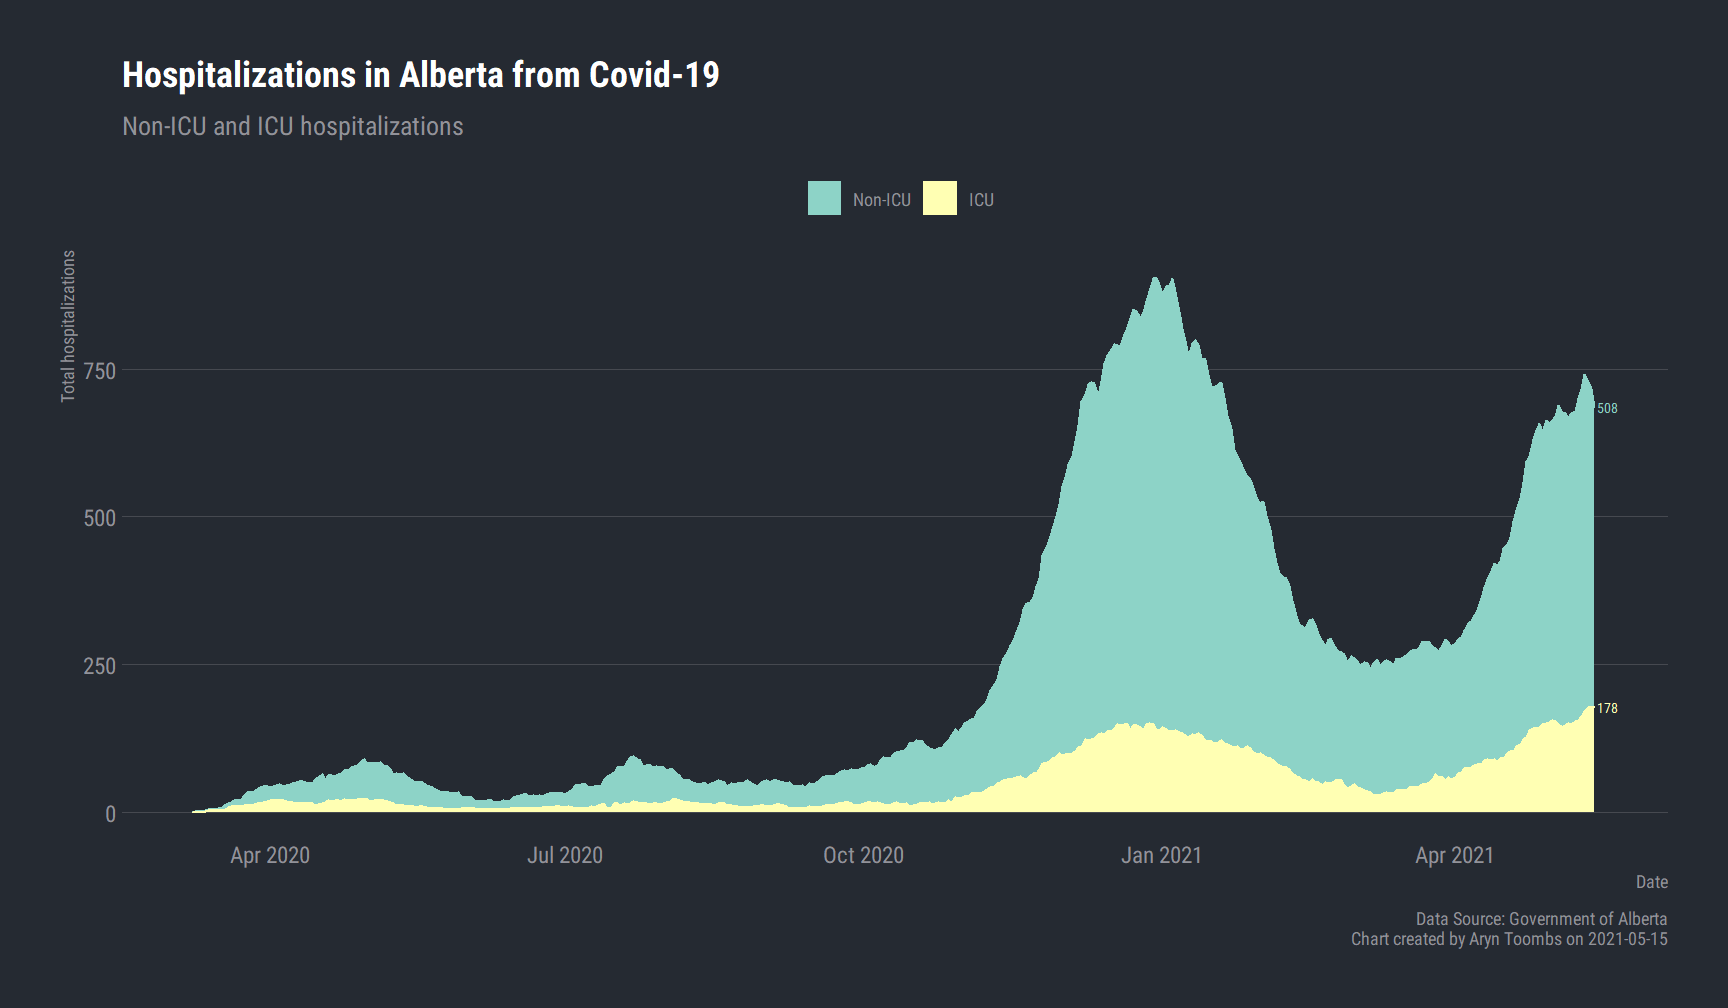 Hospitalizations in Alberta from Covid-19
Non-ICU and ICU hospitalizations
Non-ICU ICU
Total hospitalizations
750
500
250
0
508
178
Apr 2020 Jul 2020 Oct 2020 Jan 2021 Apr 2021
Date
Data Source: Government of Alberta
Chart created by Aryn Toombs on 2021-05-15